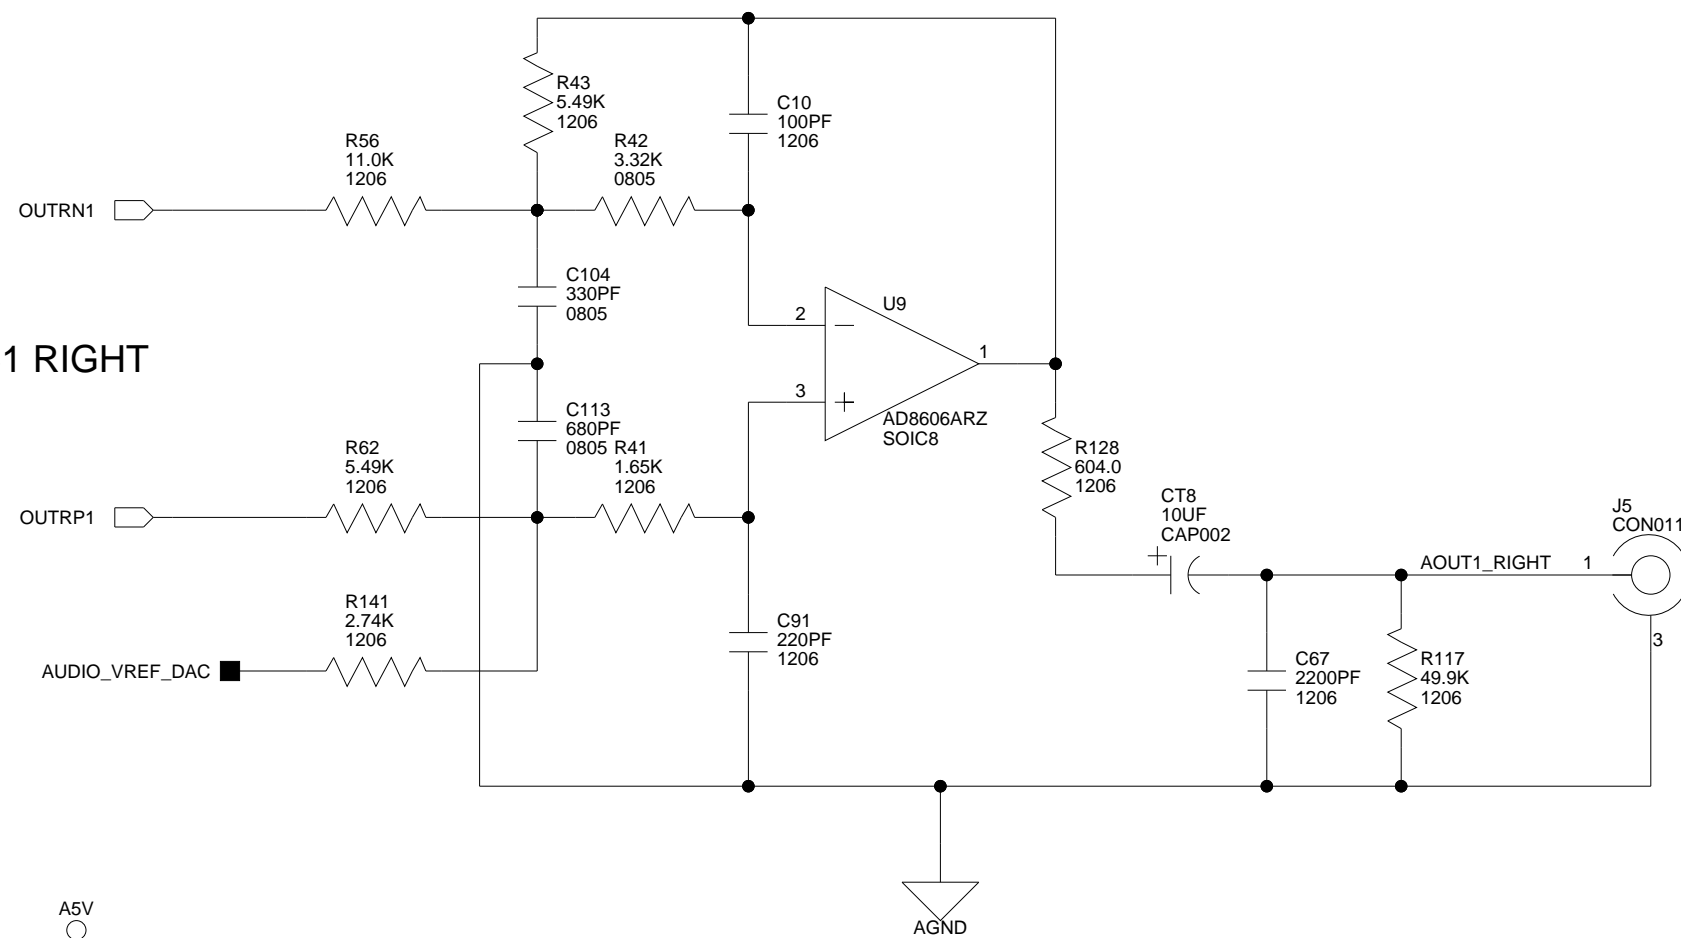 R43
5.49K
1206
C10
100PF
1206
R56
11.0K
1206
R42
3.32K
0805
OUTRN1
C104
330PF
0805
U9
2
1 RIGHT
1
3
C113
680PF
0805
AD8606ARZ
SOIC8
R62
5.49K
1206
R41
1.65K
1206
R128
604.0
1206
CT8
10UF
CAP002
OUTRP1
J5
CON011
AOUT1_RIGHT
1
R141
2.74K
1206
C91
220PF
1206
3
AUDIO_VREF_DAC
C67
2200PF
1206
R117
49.9K
1206
A5V
AGND